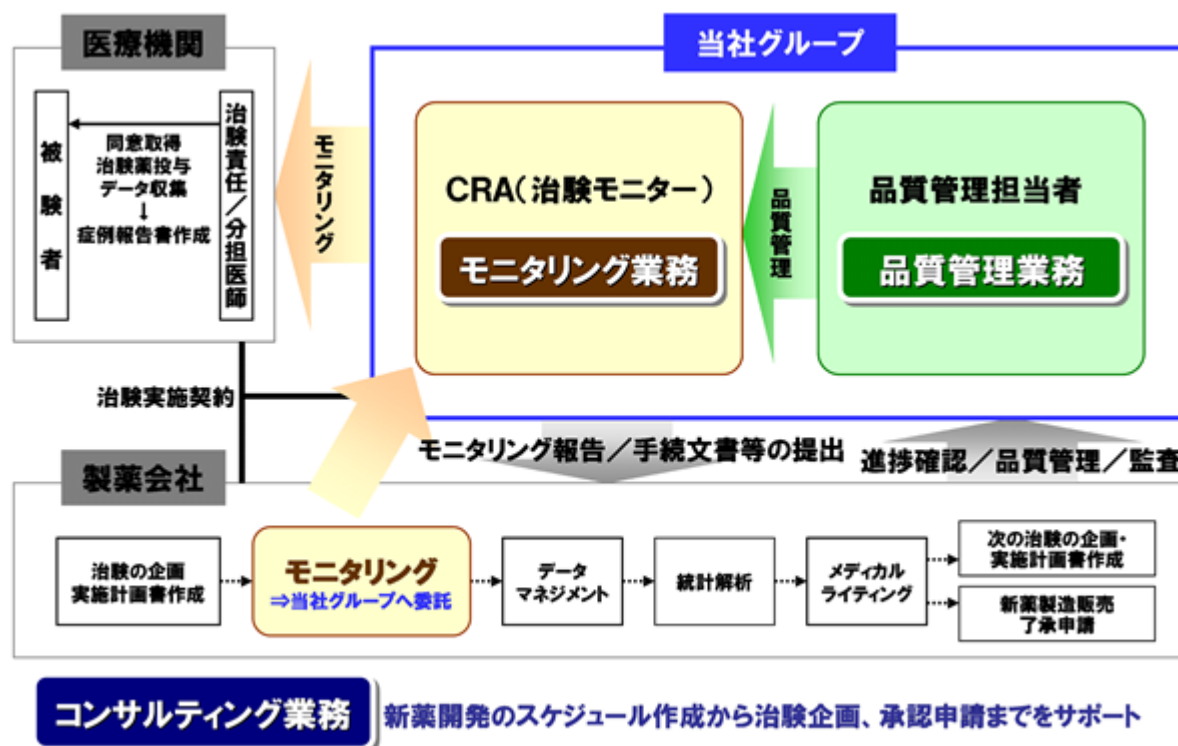 医療機関
当社グループ
被験者
治験責任/分担医師
同意取得
治験薬投与
データ収集
↓
症例報告書作成
モニタリング
CRA(治験モニター)
モニタリング業務
品質管理
品質管理担当者
品質管理業務
治験実施契約
モニタリング報告/手続文書等の提出
進捗確認/品質管理/監査
製薬会社
治験の企画
実施計画書作成
モニタリング
⇒当社グループへ委託
データ
マネジメント
統計解析
メディカル
ライティング
次の治験の企画・
実施計画書作成
新薬製造販売
了承申請
コンサルティング業務
新薬開発のスケジュール作成から治験企画、承認申請までをサポート